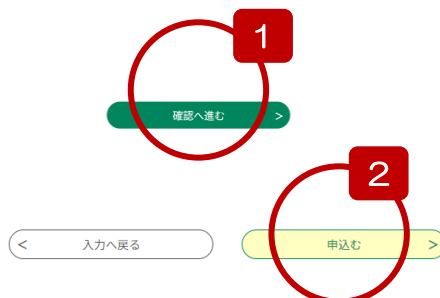 1
確認へ進む >
2
< 入力へ戻る
申込む >